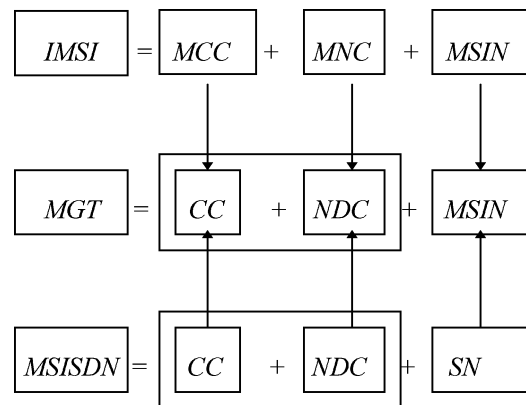 IMSI = MCC + MNC + MSIN
MGT = CC + NDC + MSIN
MSISDN = CC + NDC + SN